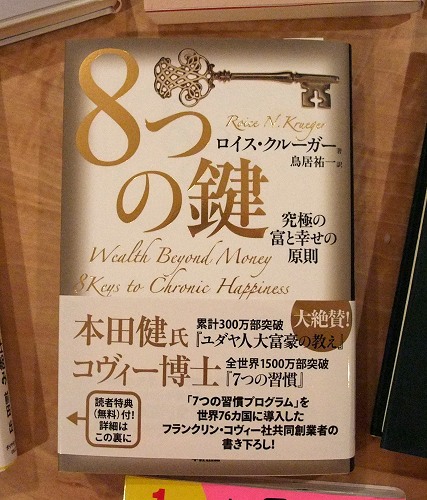 8つ
の鍵
Roice N. Krueger
ロイス・クルーガー 著
鳥居祐一 訳
究極の
富と幸せの
原則
Wealth Beyond Money
8 Keys to Chronic Happiness
本田健氏
累計300万部突破
『ユダヤ人大富豪の教え』
大絶賛!
コヴィー博士
全世界1500万部突破
『7つの習慣』
読者特典
(無料)付!
詳細は
この裏に
「7つの習慣プログラム」を
世界76カ国に導入した
フランクリン・コヴィー社共同創業者の
書き下ろし!